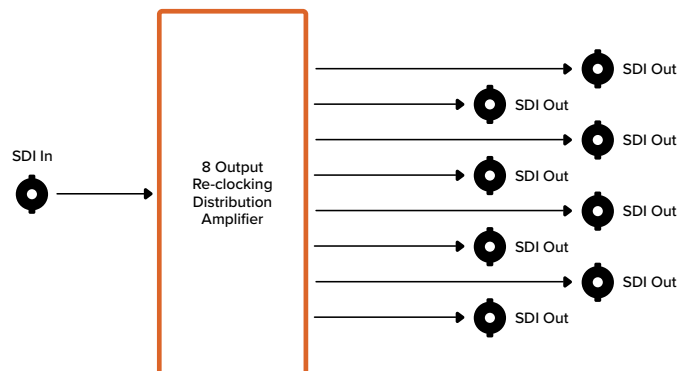 SDI In
8 Output
Re-clocking
Distribution
Amplifier
SDI Out
SDI Out
SDI Out
SDI Out
SDI Out
SDI Out
SDI Out
SDI Out